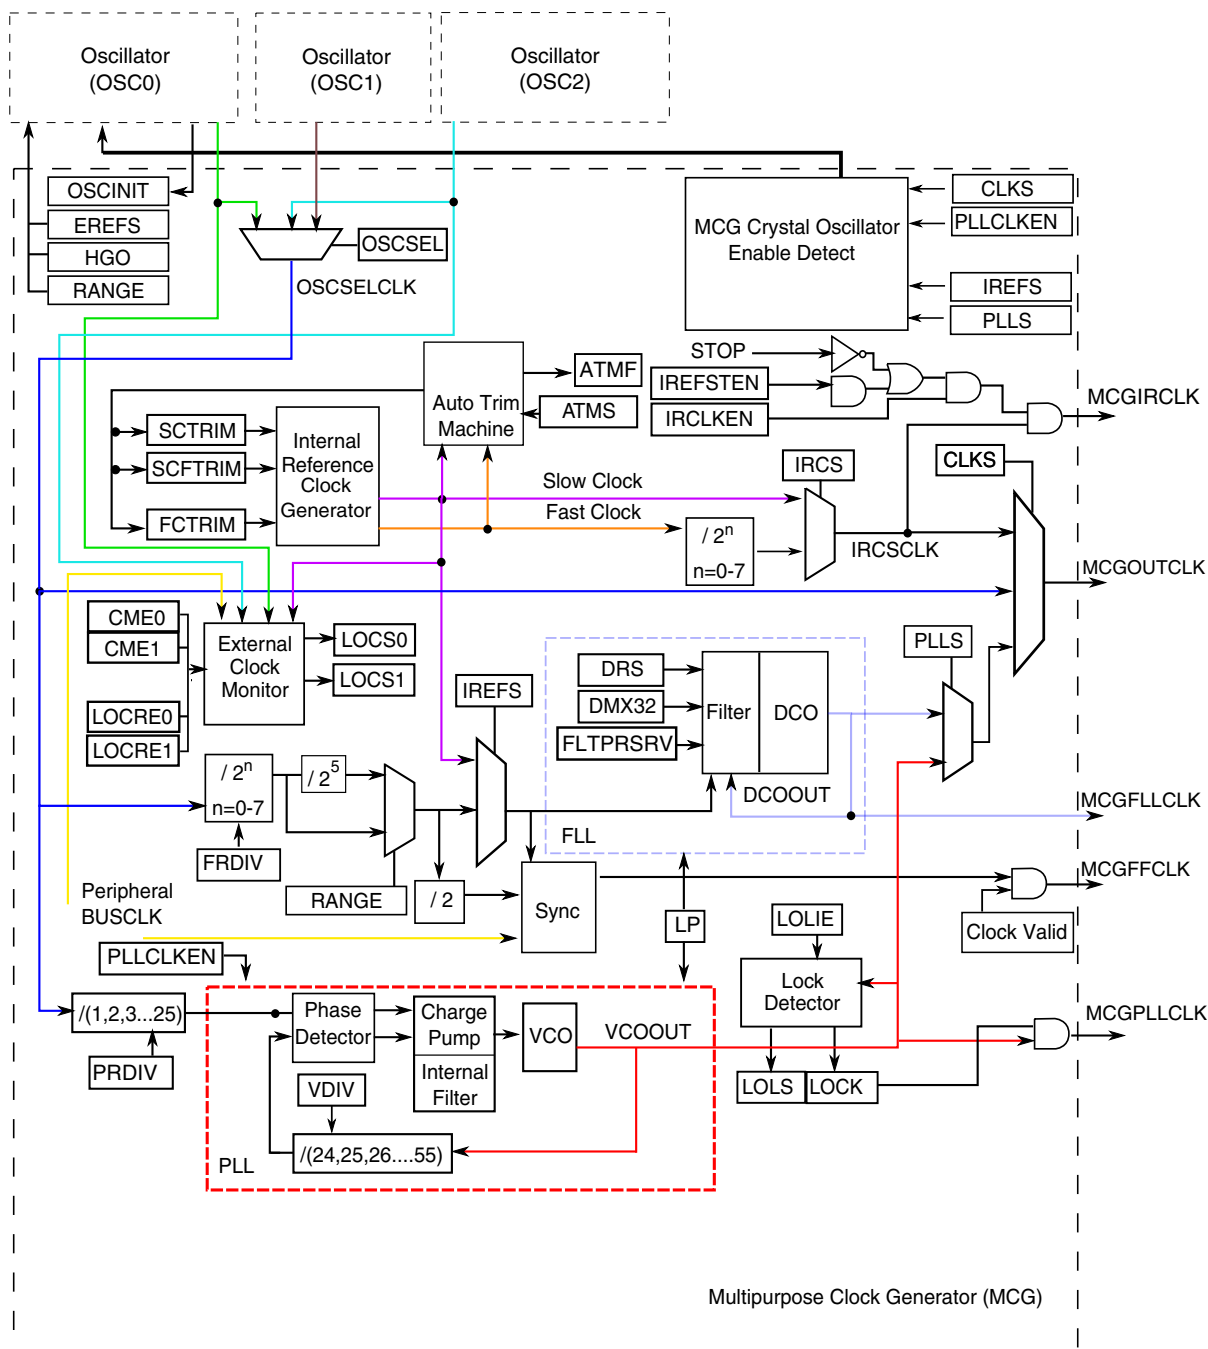 Oscillator
(OSC0)
Oscillator
(OSC1)
Oscillator
(OSC2)
OSCINIT
EREFS
HGO
RANGE
OSCSEL
OSCSELCLK
MCG Crystal Oscillator
Enable Detect
CLKS
PLLCLKEN
IREFS
PLLS
STOP
IREFSTEN
IRCLKEN
MCGIRCLK
Auto Trim
Machine
ATMF
ATMS
SCTRIM
SCFTRIM
FCTRIM
Internal
Reference
Clock
Generator
Slow Clock
Fast Clock
IRCS
CLKS
/ 2n
n=0-7
IRCSCLK
MCGOUTCLK
CME0
CME1
LOCRE0
LOCRE1
External
Clock
Monitor
LOCS0
LOCS1
IREFS
DRS
DMX32
FLTPRSRV
Filter
DCO
PLLS
/ 2n
n=0-7
/ 25
DCOOUT
FLL
MCGFLLCLK
FRDIV
RANGE
/ 2
Sync
Peripheral
BUSCLK
LP
LOLIE
Clock Valid
MCGFFCLK
PLLCLKEN
/(1,2,3...25)
PRDIV
Phase
Detector
Charge
Pump
Internal
Filter
VCO
VCOOUT
Lock
Detector
LOLS
LOCK
MCGPLLCLK
VDIV
/(24,25,26....55)
PLL
Multipurpose Clock Generator (MCG)